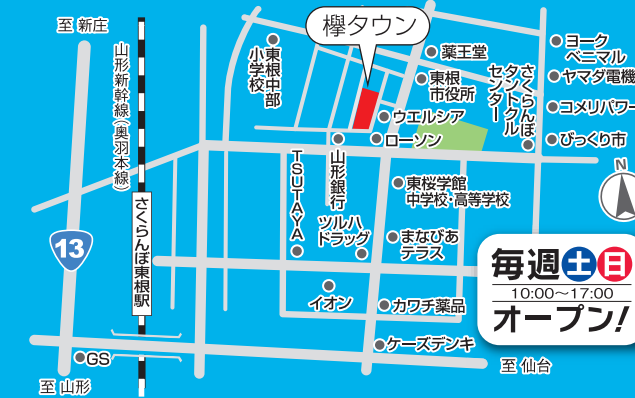 至 新庄
山形新幹線(奥羽本線)
東根中部
小学校
欅タウン
薬王堂
東根
市役所
ウエルシア
ローソン
さくらんぼ
タントクル
センター
ヨーク
ベニマル
ヤマダ電機
コメリパワー
びっくり市
N
TSUTAYA
山形銀行
東桜学館
中学校・高等学校
ツルハ
ドラッグ
まなびあ
テラス
さくらんぼ東根駅
13
イオン
カワチ薬品
毎週土日
10:00〜17:00
オープン!
ケーズデンキ
GS
至 仙台
至 山形